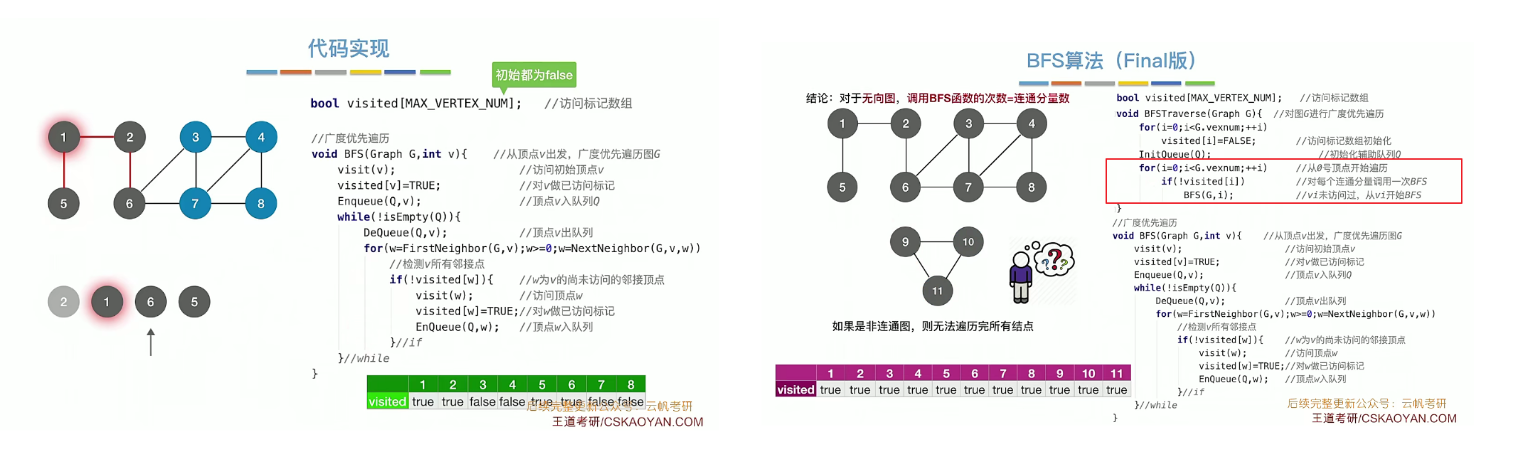 代码实现
初始都为false
bool visited[MAX_VERTEX_NUM]; //访问标记数组
//广度优先遍历
void BFS(Graph G,int v){ //从顶点v出发，广度优先遍历图G
visit(v); //访问初始顶点v
visited[v]=TRUE; //对v做已访问标记
Enqueue(Q,v); //顶点v入队列Q
while(!isEmpty(Q)){
DeQueue(Q,v); //顶点v出队列
for(w=FirstNeighbor(G,v);w>=0;w=NextNeighbor(G,v,w))
//检测v所有邻接点
if(!visited[w]){ //w为v的尚未访问的邻接顶点
visit(w); //访问顶点w
visited[w]=TRUE;//对w做已访问标记
EnQueue(Q,w); //顶点w入队列
}//if
}//while
}
1 2 3 4
5 6 7 8
2 1 6 5
1 2 3 4 5 6 7 8
visited true true false false true true false false
后续完整更新公众号：云帆考研
王道考研/CSKAOYAN.COM
BFS算法（Final版）
结论：对于无向图，调用BFS函数的次数=连通分量数
1 2 3 4
5 6 7 8
9 10
11
? ? ?
如果是非连通图，则无法遍历完所有结点
1 2 3 4 5 6 7 8 9 10 11
visited true true true true true true true true true true true
bool visited[MAX_VERTEX_NUM]; //访问标记数组
void BFSTraverse(Graph G){ //对图G进行广度优先遍历
for(i=0;i<G.vexnum;++i)
visited[i]=FALSE; //访问标记数组初始化
InitQueue(Q); //初始化辅助队列Q
for(i=0;i<G.vexnum;++i) //从0号顶点开始遍历
if(!visited[i]) //对每个连通分量调用一次BFS
BFS(G,i); //vi未访问过，从vi开始BFS
}
//广度优先遍历
void BFS(Graph G,int v){ //从顶点v出发，广度优先遍历图G
visit(v); //访问初始顶点v
visited[v]=TRUE; //对v做已访问标记
Enqueue(Q,v); //顶点v入队列Q
while(!isEmpty(Q)){
DeQueue(Q,v); //顶点v出队列
for(w=FirstNeighbor(G,v);w>=0;w=NextNeighbor(G,v,w))
//检测v所有邻接点
if(!visited[w]){ //w为v的尚未访问的邻接顶点
visit(w); //访问顶点w
visited[w]=TRUE;//对w做已访问标记
EnQueue(Q,w); //顶点w入队列
}//if
}//while
}
后续完整更新公众号：云帆考研
王道考研/CSKAOYAN.COM